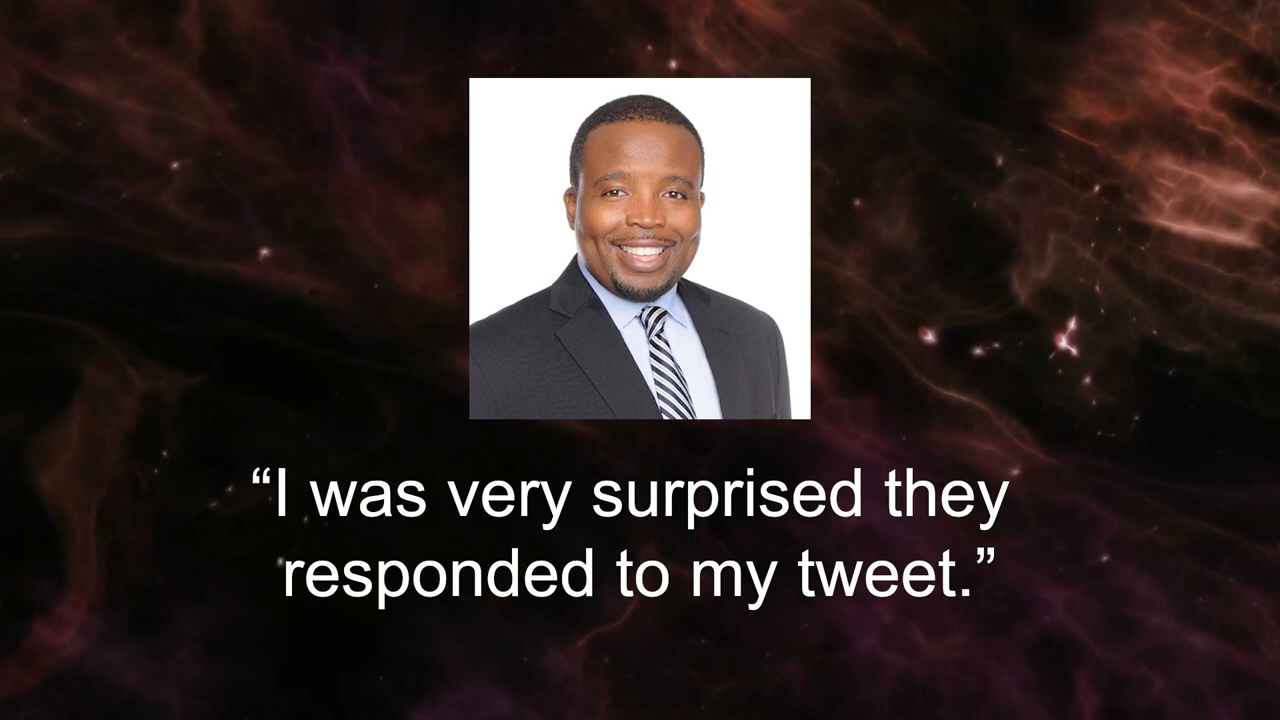 “I was very surprised they
responded to my tweet.”